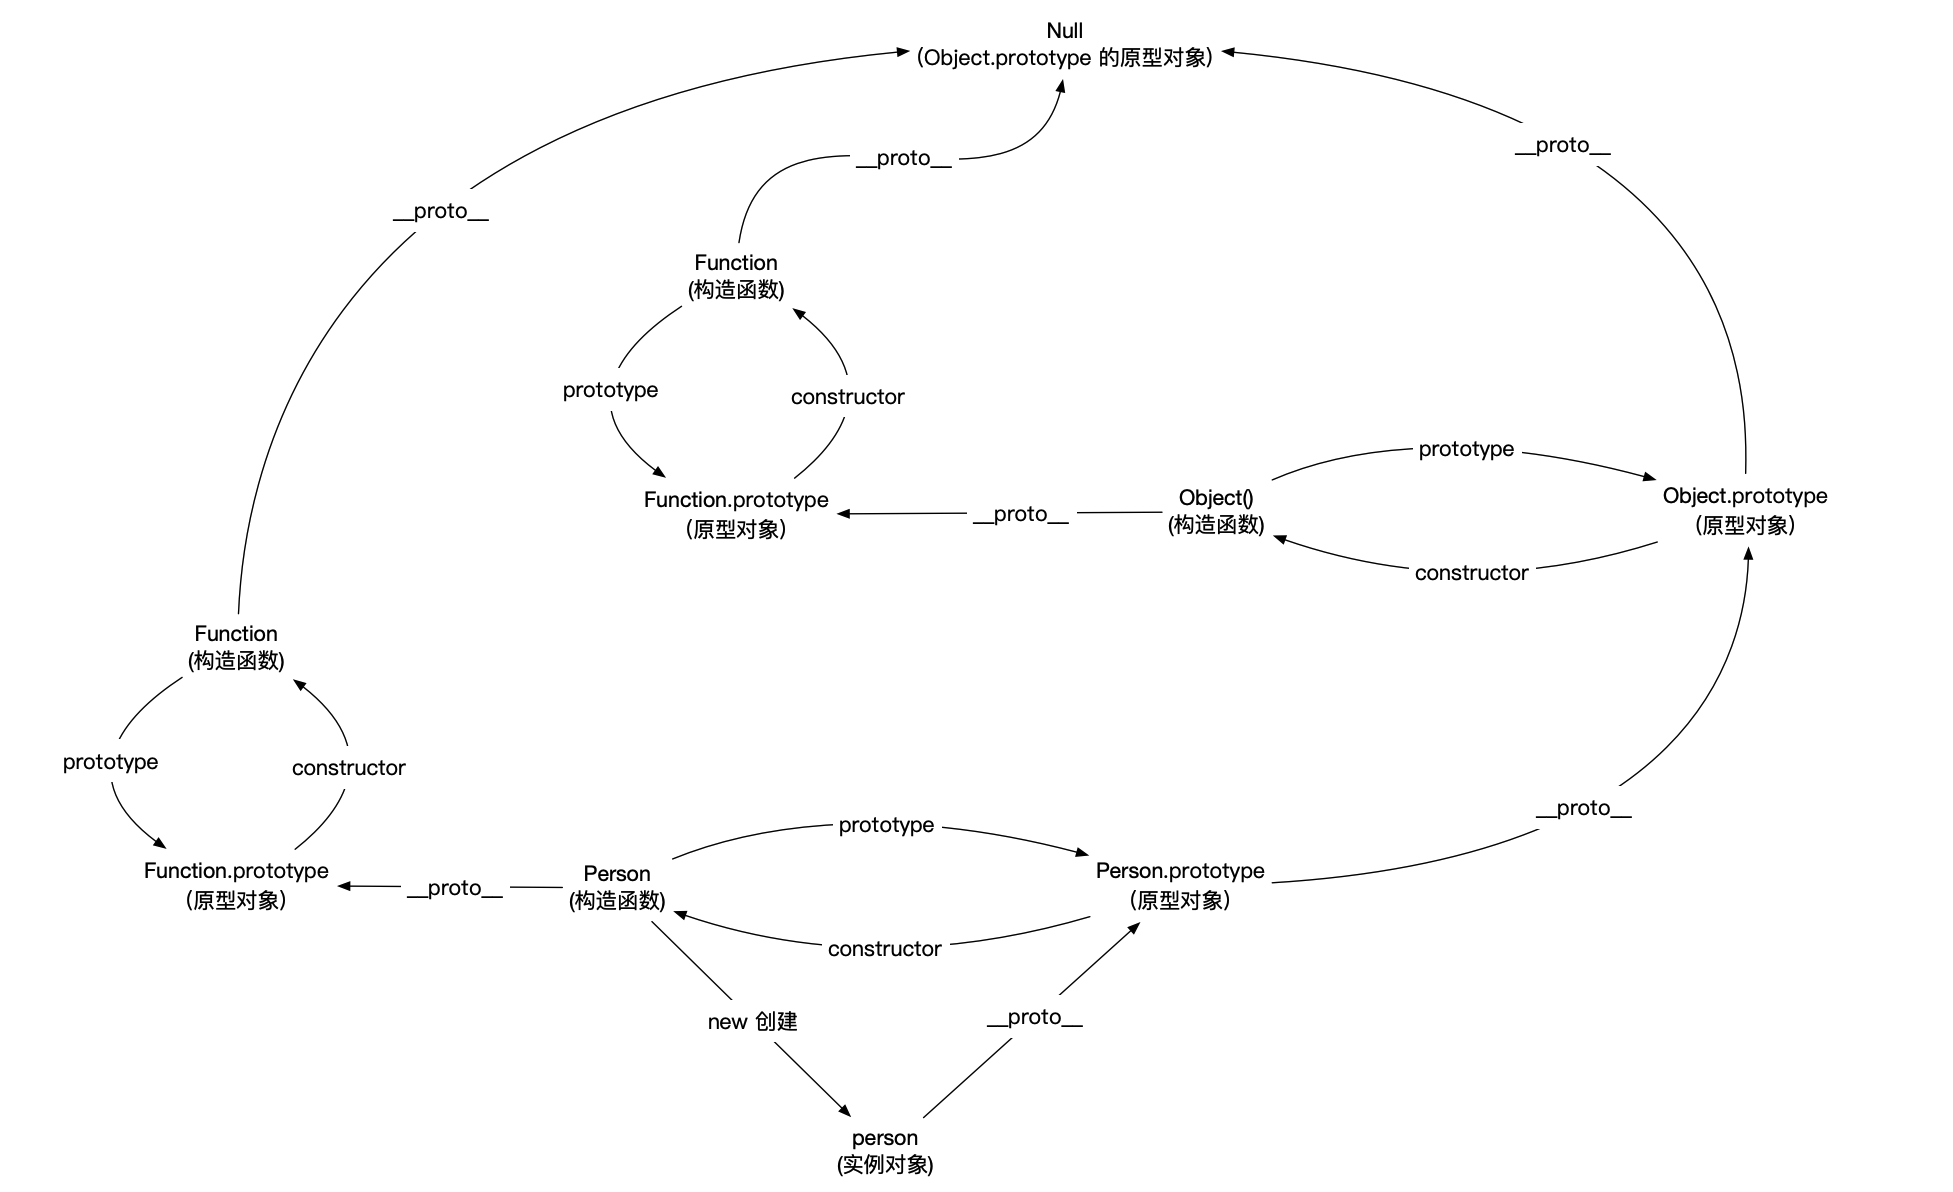 Null
(Object.prototype 的原型对象)
__proto__
__proto__
__proto__
Function
(构造函数)
prototype
constructor
Function.prototype
(原型对象)
__proto__
Object()
(构造函数)
prototype
constructor
Object.prototype
(原型对象)
Function
(构造函数)
prototype
constructor
Function.prototype
(原型对象)
__proto__
Person
(构造函数)
prototype
constructor
Person.prototype
(原型对象)
__proto__
new 创建
__proto__
person
(实例对象)